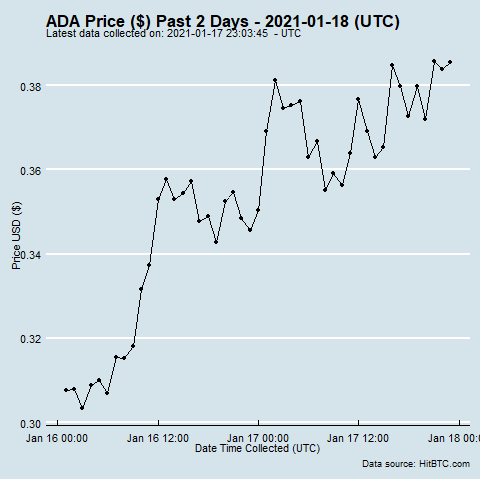 ADA Price ($) Past 2 Days - 2021-01-18 (UTC)
Latest data collected on: 2021-01-17 23:03:45  - UTC
0.38
0.36
0.34
0.32
0.30
Price USD ($)
Jan 16 00:00 Jan 16 12:00 Jan 17 00:00 Jan 17 12:00 Jan 18 00:00
Date Time Collected (UTC)
Data source: HitBTC.com